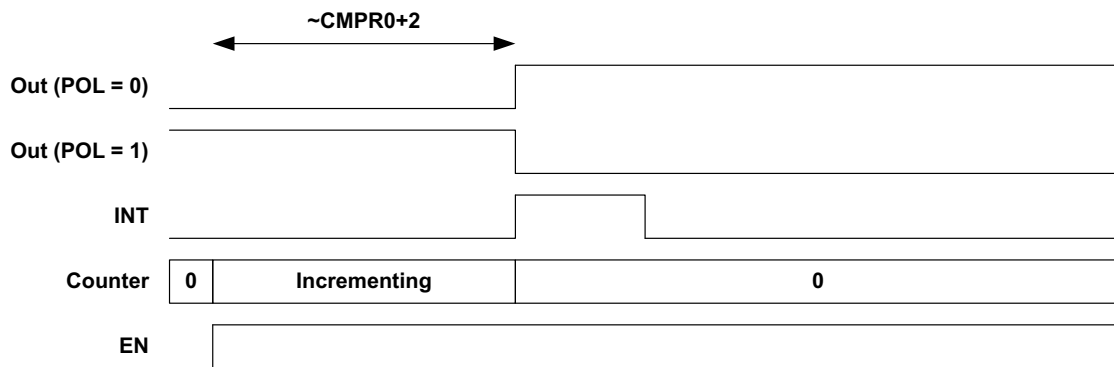 ~CMPR0+2
Out (POL = 0)
Out (POL = 1)
INT
Counter 0 Incrementing 0
EN